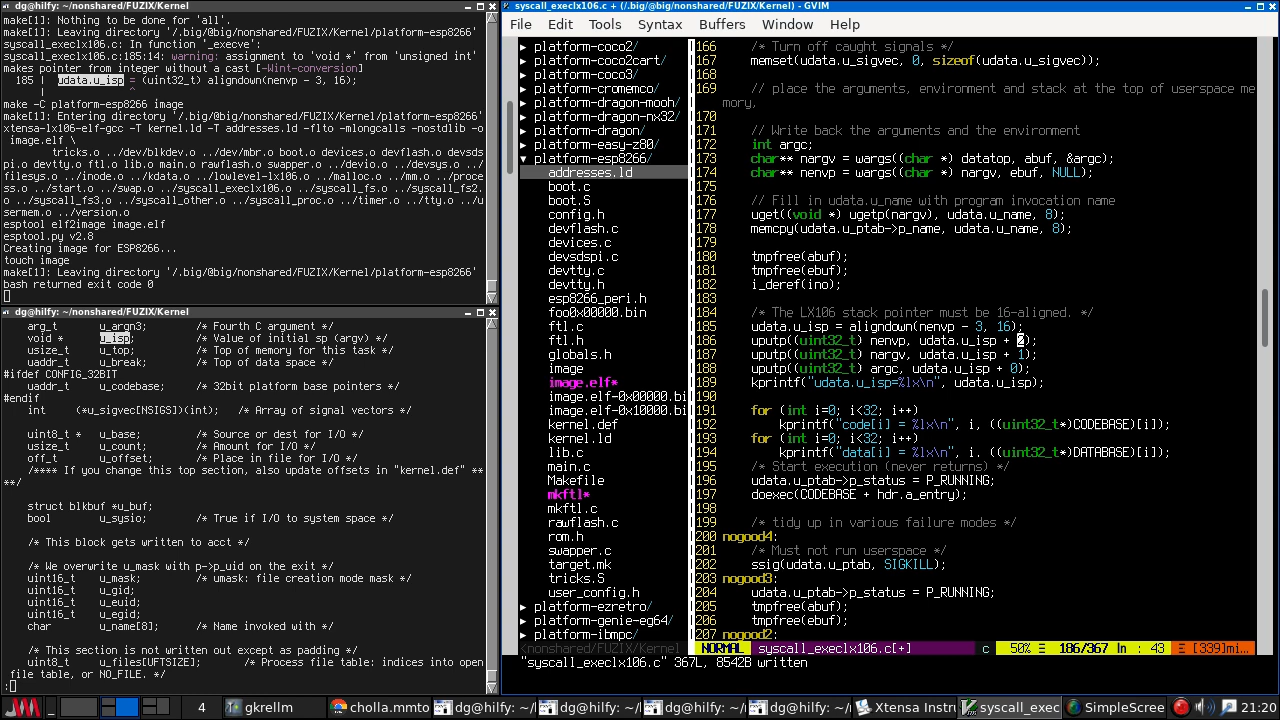 dg@hilfy: ~/nonshared/FUZIX/Kernel
make[1]: Nothing to be done for 'all'.
make[1]: Leaving directory '/.big/@big/nonshared/FUZIX/Kernel/platform-esp8266'
syscall_execlx106.c: In function '_execve':
syscall_execlx106.c:185:14: warning: assignment to 'void *' from 'unsigned int'
makes pointer from integer without a cast [-Wint-conversion]
185 | udata.u_isp = (uint32_t) aligndown(nenvp - 3, 16);
| ^
make -C platform-esp8266 image
make[1]: Entering directory '/.big/@big/nonshared/FUZIX/Kernel/platform-esp8266'
xtensa-lx106-elf-gcc -T kernel.ld -T addresses.ld -flto -mlongcalls -nostdlib -o
image.elf \
tricks.o ../dev/blkdev.o ../dev/mbr.o boot.o devices.o devflash.o devsds
pi.o devtty.o ftl.o lib.o main.o rawflash.o swapper.o ../devio.o ../devsys.o ../
filesys.o ../inode.o ../kdata.o ../lowlevel-lx106.o ../malloc.o ../mm.o ../proce
ss.o ../start.o ../swap.o ../syscall_execlx106.o ../syscall_fs.o ../syscall_fs2.
o ../syscall_fs3.o ../syscall_other.o ../syscall_proc.o ../timer.o ../tty.o ../u
sermem.o ../version.o
esptool elf2image image.elf
esptool.py v2.8
Creating image for ESP8266...
touch image
make[1]: Leaving directory '/.big/@big/nonshared/FUZIX/Kernel/platform-esp8266'
bash returned exit code 0
dg@hilfy: ~/nonshared/FUZIX/Kernel
arg_t u_argn3; /* Fourth C argument */
void * u_isp; /* Value of initial sp (argv) */
usize_t u_top; /* Top of memory for this task */
uaddr_t u_break; /* Top of data space */
#ifdef CONFIG_32BIT
uaddr_t u_codebase; /* 32bit platform base pointers */
#endif
int (*u_sigvec[NSIGS])(int); /* Array of signal vectors */
uint8_t * u_base; /* Source or dest for I/O */
usize_t u_count; /* Amount for I/O */
off_t u_offset; /* Place in file for I/O */
/**** If you change this top section, also update offsets in "kernel.def" **
**/
struct blkbuf *u_buf;
bool u_sysio; /* True if I/O to system space */
/* This block gets written to acct */
/* We overwrite u_mask with p->p_uid on the exit */
uint16_t u_mask; /* umask: file creation mode mask */
uint16_t u_gid;
uint16_t u_euid;
uint16_t u_egid;
char u_name[8]; /* Name invoked with */
/* This section is not written out except as padding */
uint8_t u_files[UFTSIZE]; /* Process file table: indices into open
file table, or NO_FILE. */
:
syscall_execlx106.c + (/.big/@big/nonshared/FUZIX/Kernel) - GVIM
File Edit Tools Syntax Buffers Window Help
▶ platform-coco2/
▶ platform-coco2cart/
▶ platform-coco3/
▶ platform-cromemco/
▶ platform-dragon-mooh/
▶ platform-dragon-nx32/
▶ platform-dragon/
▶ platform-easy-z80/
▼ platform-esp8266/
addresses.ld
boot.c
boot.S
config.h
devflash.c
devices.c
devsdspi.c
devtty.c
devtty.h
esp8266_peri.h
foo0x00000.bin
ftl.c
ftl.h
globals.h
image
image.elf*
image.elf-0x00000.bi
image.elf-0x10000.bi
kernel.def
kernel.ld
lib.c
main.c
Makefile
mkftl*
mkftl.c
rawflash.c
rom.h
swapper.c
target.mk
tricks.S
user_config.h
▶ platform-ezretro/
▶ platform-genie-eg64/
▶ platform-ibmpc/
<nonshared/FUZIX/Kernel
166 /* Turn off caught signals */
167 memset(udata.u_sigvec, 0, sizeof(udata.u_sigvec));
168
169 // place the arguments, environment and stack at the top of userspace me
mory,
170
171 // Write back the arguments and the environment
172 int argc;
173 char** nargv = wargs((char *) datatop, abuf, &argc);
174 char** nenvp = wargs((char *) nargv, ebuf, NULL);
175
176 // Fill in udata.u_name with program invocation name
177 uget((void *) ugetp(nargv), udata.u_name, 8);
178 memcpy(udata.u_ptab->p_name, udata.u_name, 8);
179
180 tmpfree(abuf);
181 tmpfree(ebuf);
182 i_deref(ino);
183
184 /* The LX106 stack pointer must be 16-aligned. */
185 udata.u_isp = aligndown(nenvp - 3, 16);
186 uputp((uint32_t) nenvp, udata.u_isp + 2);
187 uputp((uint32_t) nargv, udata.u_isp + 1);
188 uputp((uint32_t) argc, udata.u_isp + 0);
189 kprintf("udata.u_isp=%lx\n", udata.u_isp);
190
191 for (int i=0; i<32; i++)
192 kprintf("code[i] = %lx\n", i, ((uint32_t*)CODEBASE)[i]);
193 for (int i=0; i<32; i++)
194 kprintf("data[i] = %lx\n", i, ((uint32_t*)DATABASE)[i]);
195 /* Start execution (never returns) */
196 udata.u_ptab->p_status = P_RUNNING;
197 doexec(CODEBASE + hdr.a_entry);
198
199 /* tidy up in various failure modes */
200 nogood4:
201 /* Must not run userspace */
202 ssig(udata.u_ptab, SIGKILL);
203 nogood3:
204 udata.u_ptab->p_status = P_RUNNING;
205 tmpfree(abuf);
206 tmpfree(ebuf);
207 nogood2:
NORMAL syscall_execlx106.c[+] c 50% Ξ 186/367 ln : 43 Ξ [339]mi…
"syscall_execlx106.c" 367L, 8542B written
4 gkrellm cholla.mmto dg@hilfy: ~/ dg@hilfy: ~/ dg@hilfy: ~/ dg@hilfy: ~/ Xtensa Instr syscall_exec SimpleScree 21:20